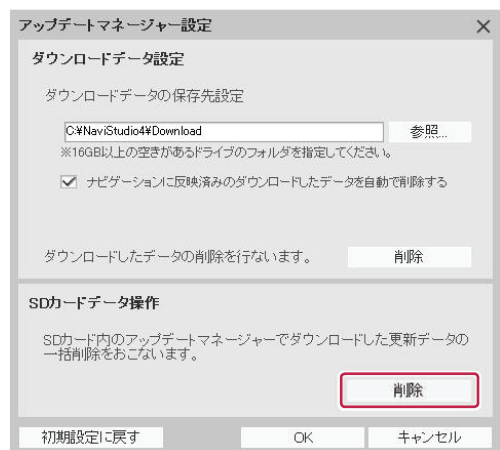 アップデートマネージャー設定
ダウンロードデータ設定
ダウンロードデータの保存先設定
C:¥NaviStudio4¥Download
参照...
※16GB以上の空きがあるドライブのフォルダを指定してください。
ナビゲーションに反映済みのダウンロードしたデータを自動で削除する
ダウンロードしたデータの削除を行ないます。
削除
SDカードデータ操作
SDカード内のアップデートマネージャーでダウンロードした更新データの
一括削除をおこないます。
削除
初期設定に戻す
OK
キャンセル